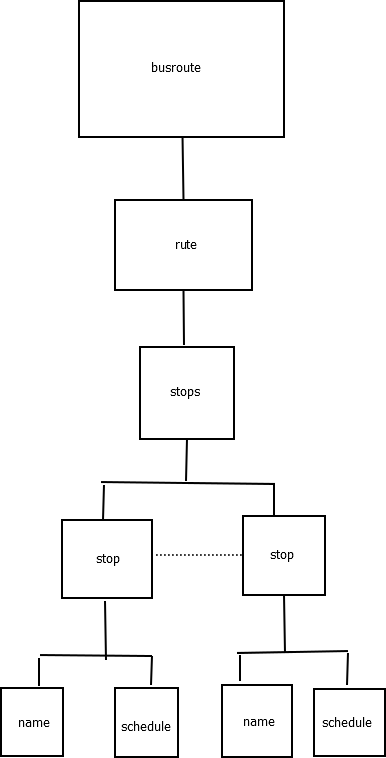 busroute
rute
stops
stop
stop
name
schedule
name
schedule